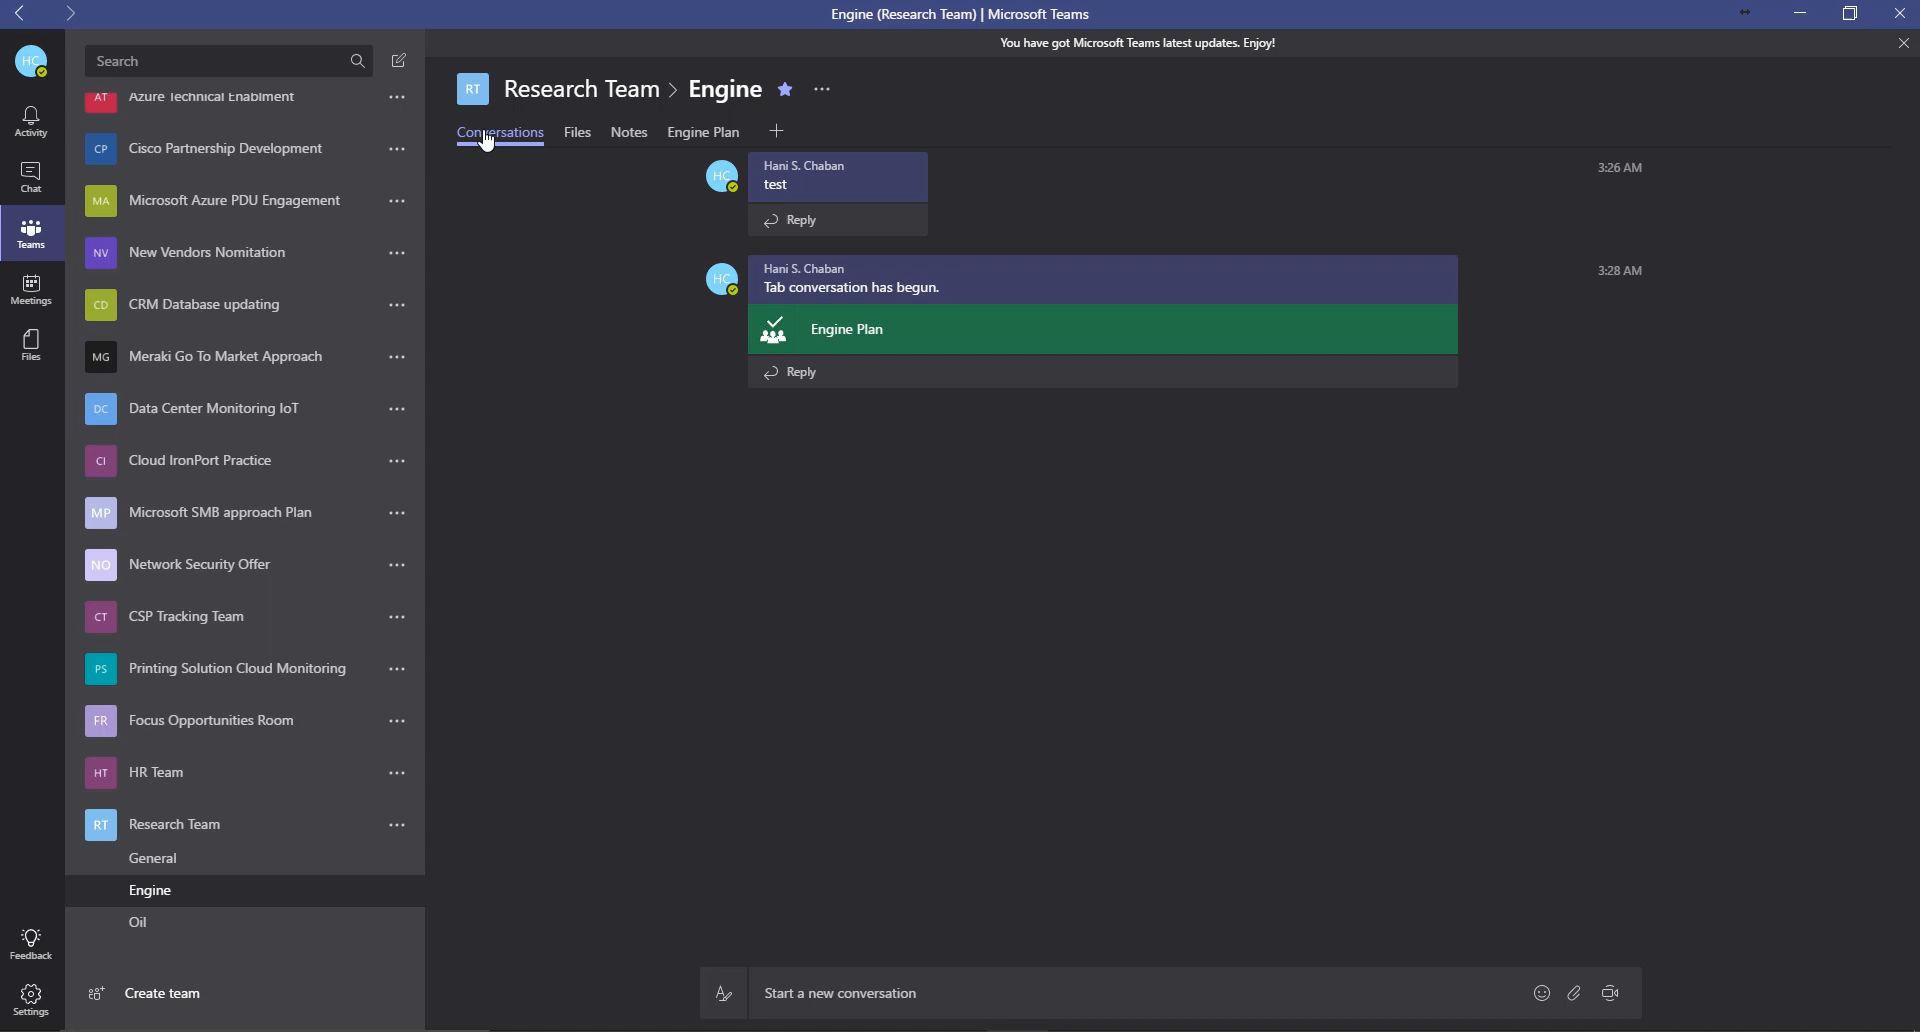 Engine (Research Team) | Microsoft Teams
You have got Microsoft Teams latest updates. Enjoy!
HC
Activity
Chat
Teams
Meetings
Files
Feedback
Settings
Search
AT Azure Technical Enablment
CP Cisco Partnership Development
MA Microsoft Azure PDU Engagement
NV New Vendors Nomitation
CD CRM Database updating
MG Meraki Go To Market Approach
DC Data Center Monitoring IoT
CI Cloud IronPort Practice
MP Microsoft SMB approach Plan
NO Network Security Offer
CT CSP Tracking Team
PS Printing Solution Cloud Monitoring
FR Focus Opportunities Room
HT HR Team
RT Research Team
General
Engine
Oil
Create team
RT Research Team > Engine
Conversations Files Notes Engine Plan
HC Hani S. Chaban 3:26 AM
test
Reply
HC Hani S. Chaban 3:28 AM
Tab conversation has begun.
Engine Plan
Reply
Start a new conversation